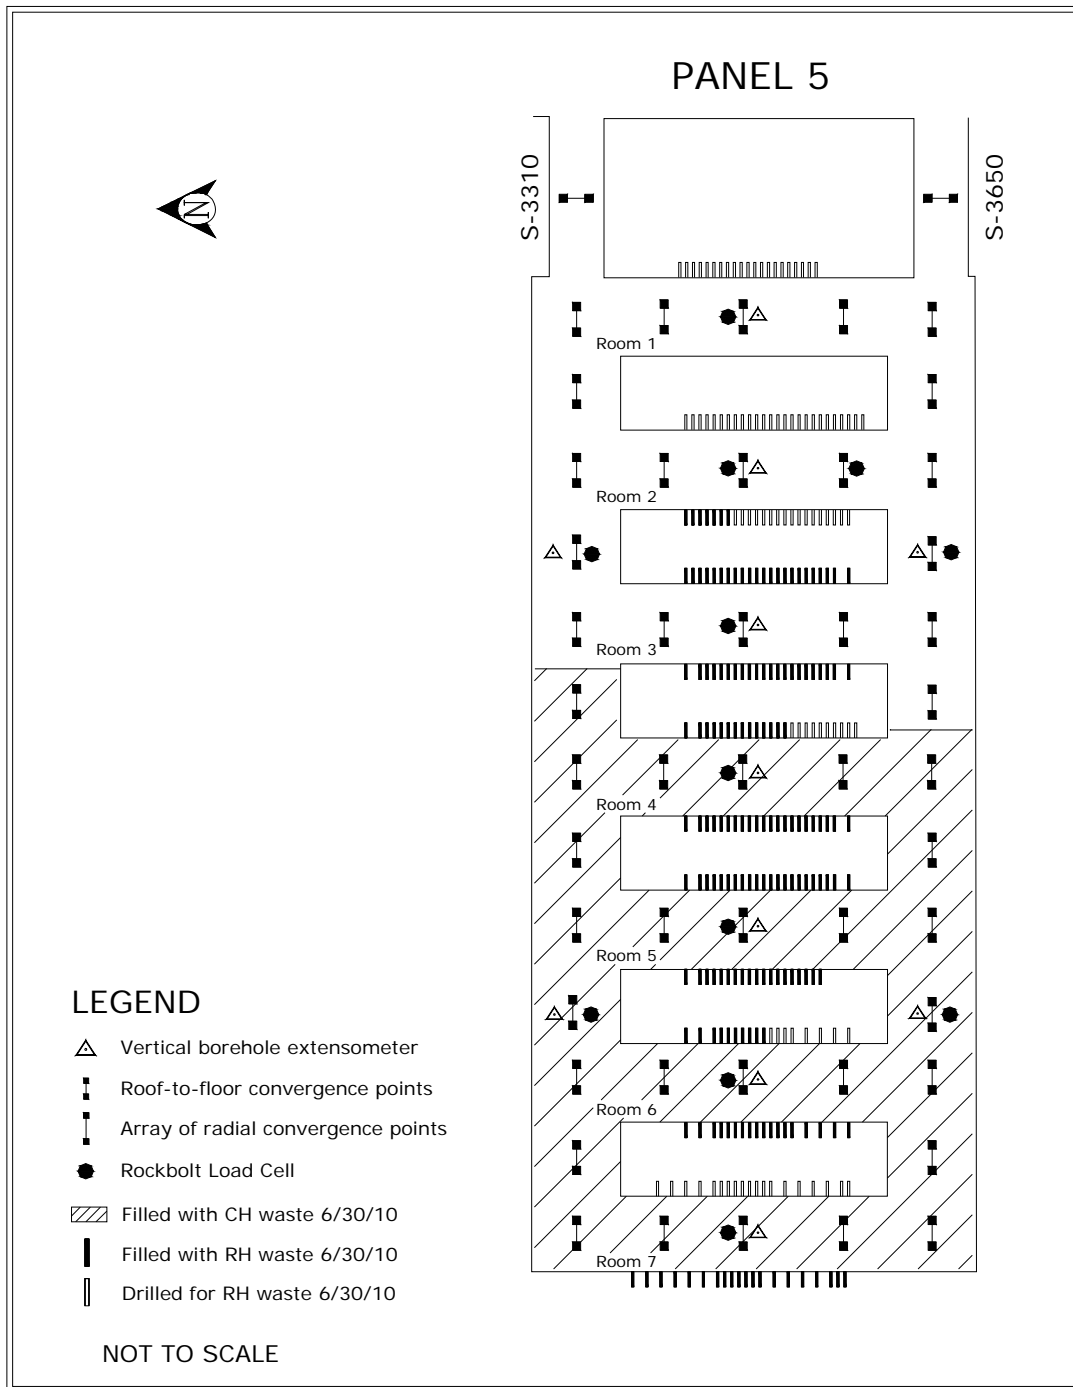 PANEL 5
S-3310
S-3650
N
Room 1
Room 2
Room 3
Room 4
Room 5
Room 6
Room 7
LEGEND
Vertical borehole extensometer
Roof-to-floor convergence points
Array of radial convergence points
Rockbolt Load Cell
Filled with CH waste 6/30/10
Filled with RH waste 6/30/10
Drilled for RH waste 6/30/10
NOT TO SCALE